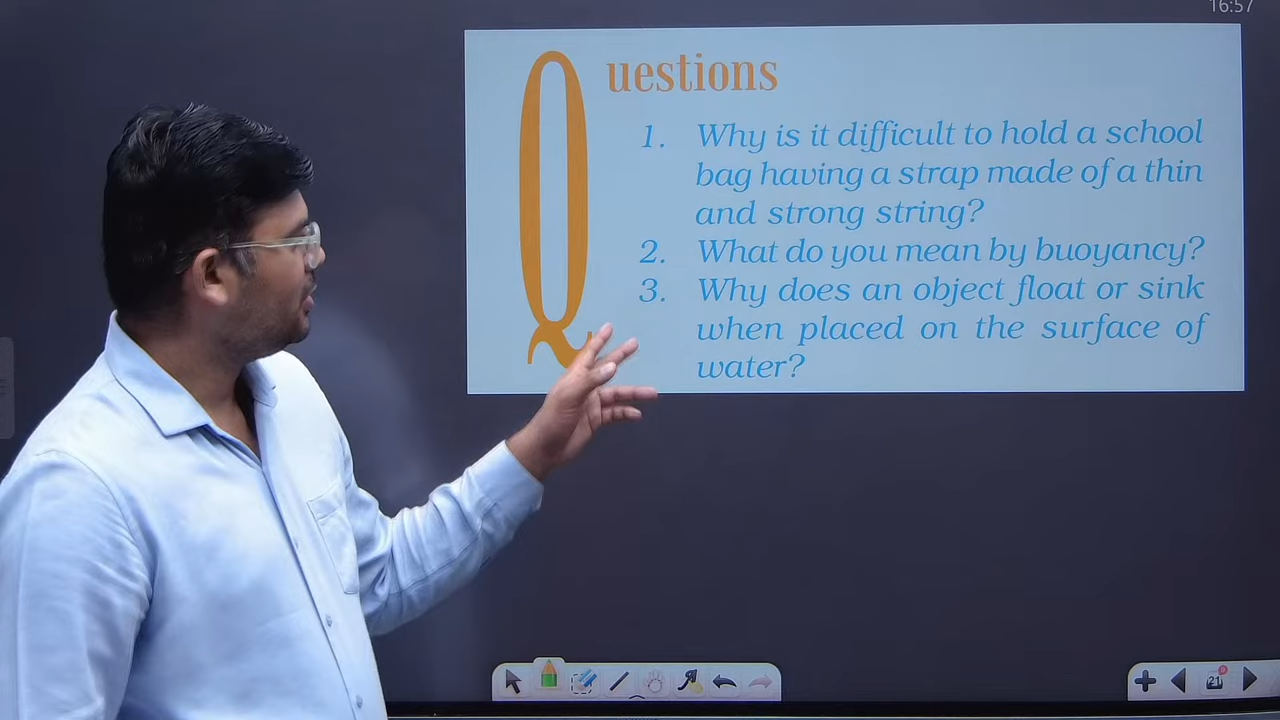 16:57
Questions
1. Why is it difficult to hold a school
bag having a strap made of a thin
and strong string?
2. What do you mean by buoyancy?
3. Why does an object float or sink
when placed on the surface of
water?
21